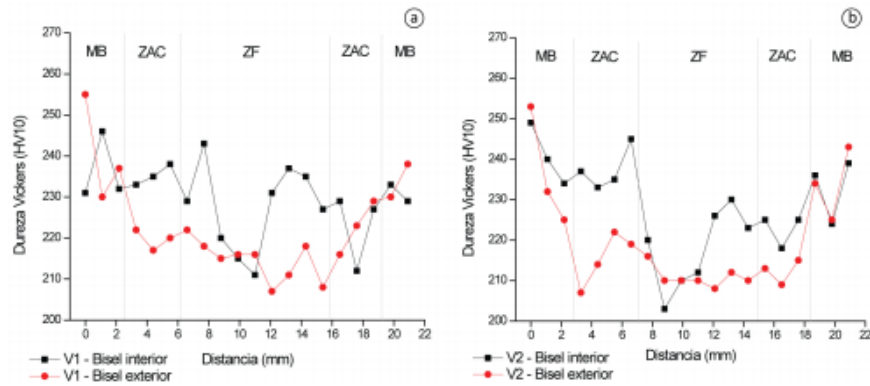 a
270
MB ZAC ZF ZAC MB
260
250
240
230
220
210
200
Dureza Vickers (HV10)
0 2 4 6 8 10 12 14 16 18 20 22
Distancia (mm)
V1 - Bisel interior
V1 - Bisel exterior
b
270
MB ZAC ZF ZAC MB
260
250
240
230
220
210
200
Dureza Vickers (HV10)
0 2 4 6 8 10 12 14 16 18 20 22
Distancia (mm)
V2 - Bisel interior
V2 - Bisel exterior